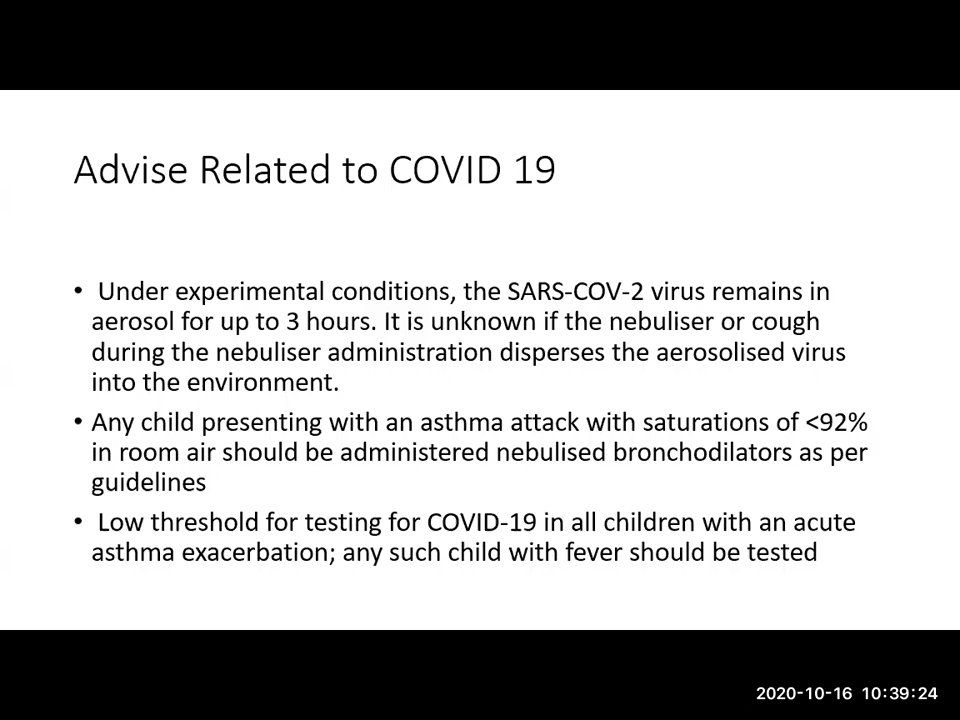 Advise Related to COVID 19
• Under experimental conditions, the SARS-COV-2 virus remains in
aerosol for up to 3 hours. It is unknown if the nebuliser or cough
during the nebuliser administration disperses the aerosolised virus
into the environment.
• Any child presenting with an asthma attack with saturations of <92%
in room air should be administered nebulised bronchodilators as per
guidelines
• Low threshold for testing for COVID-19 in all children with an acute
asthma exacerbation; any such child with fever should be tested
2020-10-16 10:39:24